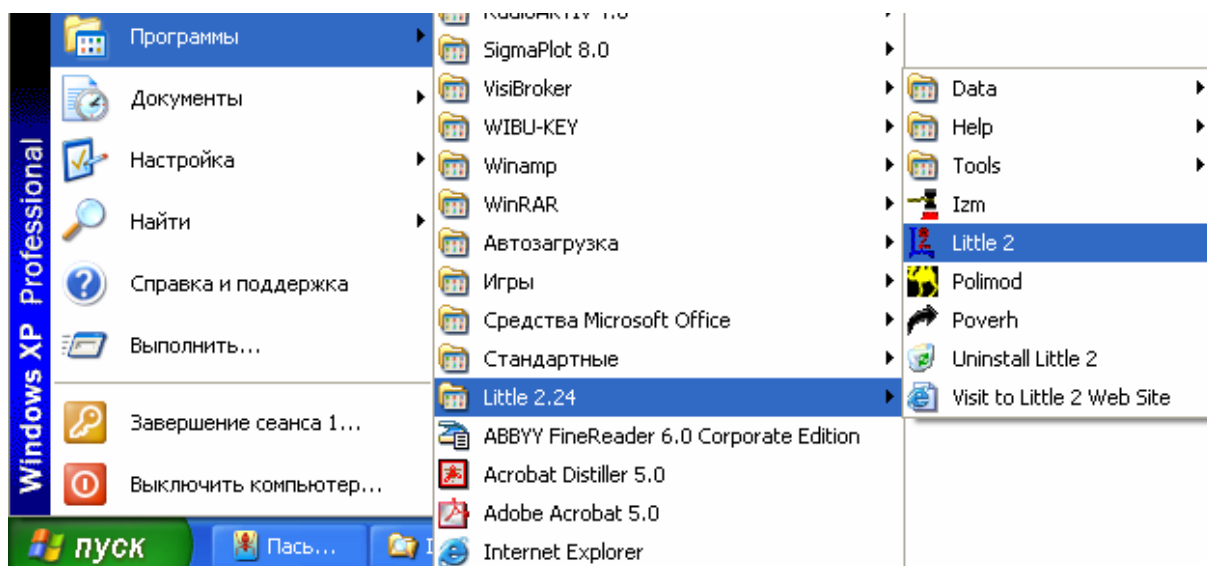 Windows XP Professional
Программы
Документы
Настройка
Найти
Справка и поддержка
Выполнить...
Завершение сеанса 1...
Выключить компьютер...
пуск
Пась...
SigmaPlot 8.0
VisiBroker
WIBU-KEY
Winamp
WinRAR
Автозагрузка
Игры
Средства Microsoft Office
Стандартные
Little 2.24
ABBYY FineReader 6.0 Corporate Edition
Acrobat Distiller 5.0
Adobe Acrobat 5.0
Internet Explorer
Data
Help
Tools
Izm
Little 2
Polimod
Poverh
Uninstall Little 2
Visit to Little 2 Web Site